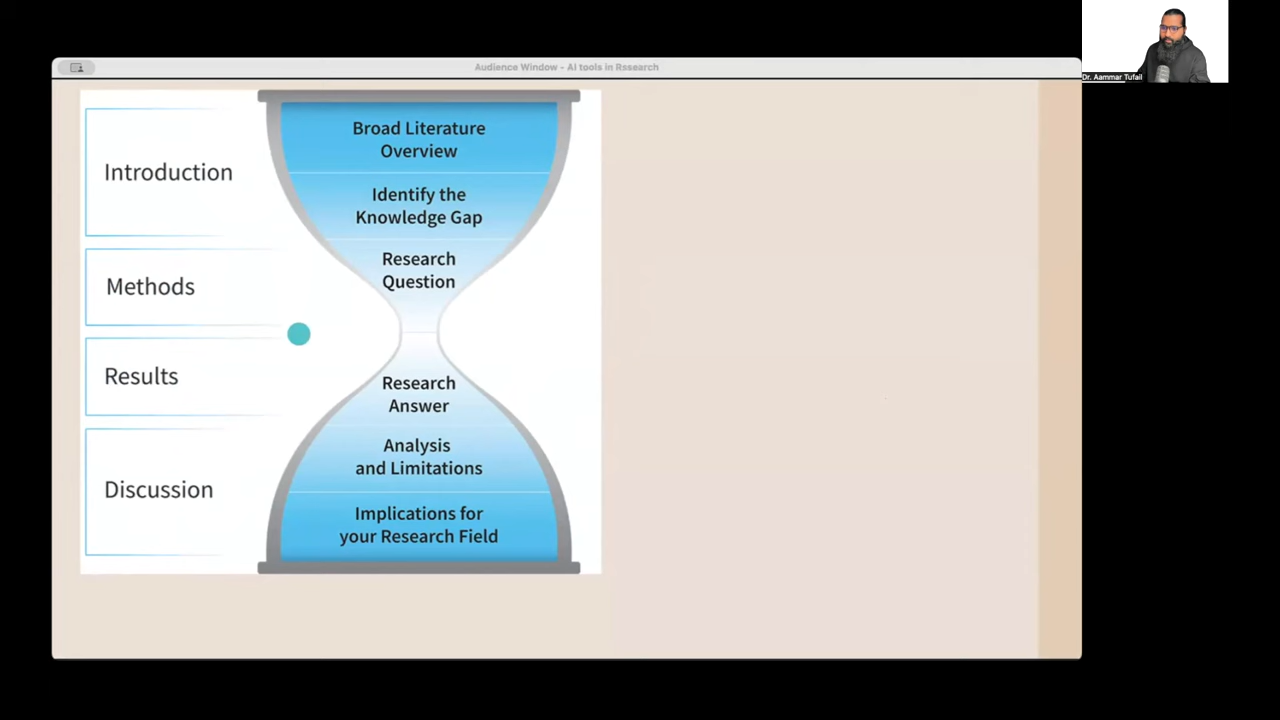 Audience Window - AI tools in Rssearch
Dr. Aammar Tufail
Introduction
Methods
Results
Discussion
Broad Literature
Overview
Identify the
Knowledge Gap
Research
Question
Research
Answer
Analysis
and Limitations
Implications for
your Research Field